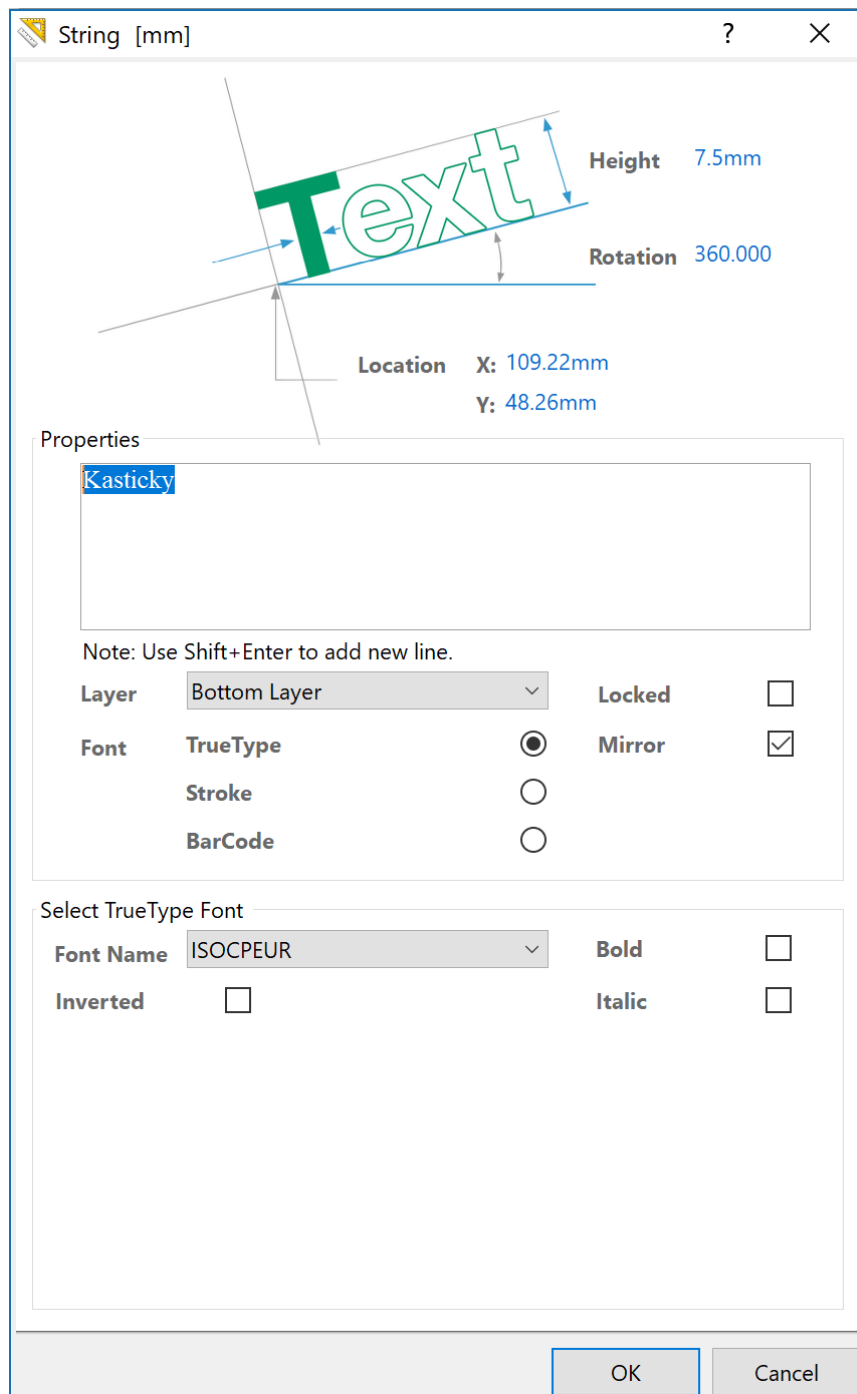 String [mm]
?
Text
Height 7.5mm
Rotation 360.000
Location X: 109.22mm
Y: 48.26mm
Properties
Kasticky
Note: Use Shift+Enter to add new line.
Layer Bottom Layer Locked
Font TrueType Mirror
Stroke
BarCode
Select TrueType Font
Font Name ISOCPEUR Bold
Inverted Italic
OK Cancel